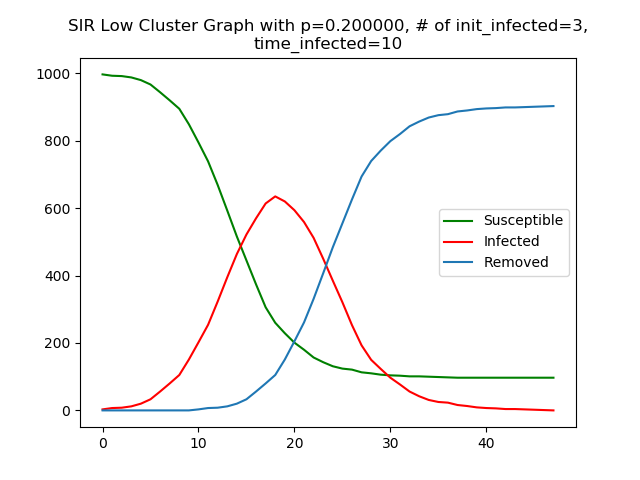 SIR Low Cluster Graph with p=0.200000, # of init_infected=3,
time_infected=10
1000
800
600
400
200
0
Susceptible
Infected
Removed
0 10 20 30 40